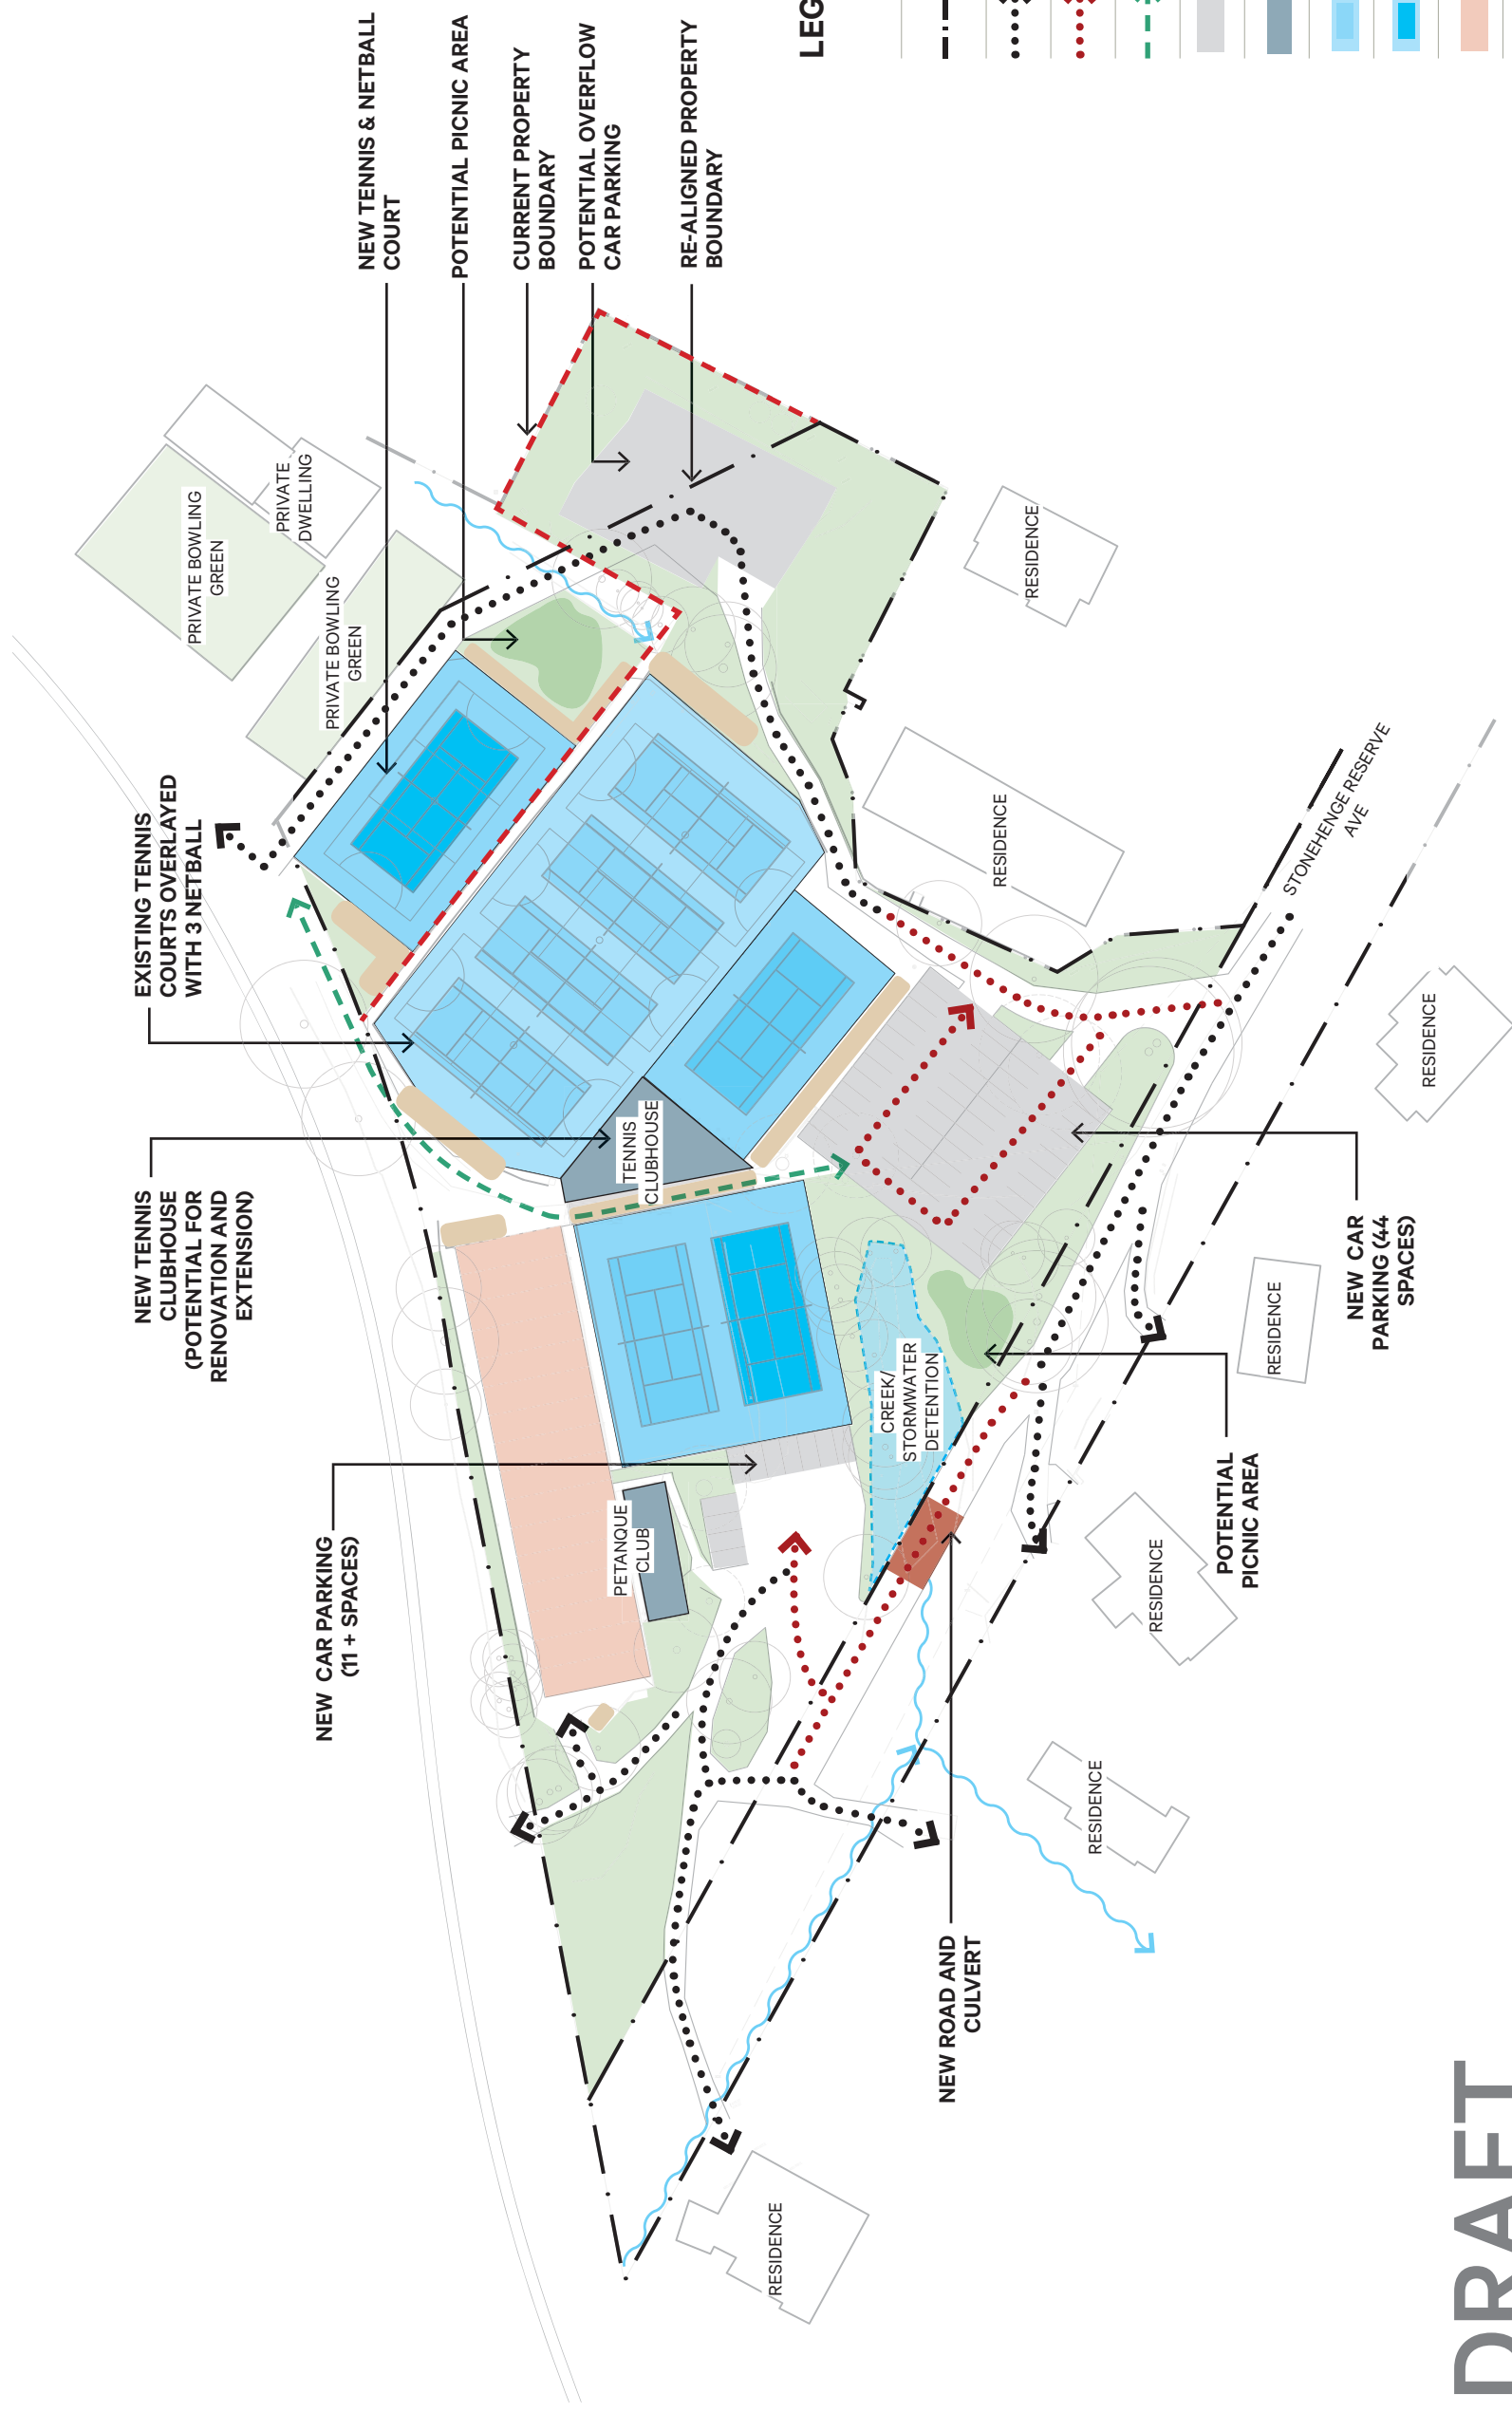 NEW CAR PARKING
(11 + SPACES)
NEW TENNIS
CLUBHOUSE
(POTENTIAL FOR
RENOVATION AND
EXTENSION)
EXISTING TENNIS
COURTS OVERLAYED
WITH 3 NETBALL
PRIVATE BOWLING
GREEN
PRIVATE
DWELLING
PRIVATE BOWLING
GREEN
NEW TENNIS & NETBALL
COURT
POTENTIAL PICNIC AREA
CURRENT PROPERTY
BOUNDARY
POTENTIAL OVERFLOW
CAR PARKING
RE-ALIGNED PROPERTY
BOUNDARY
PETANQUE
CLUB
TENNIS
CLUBHOUSE
CREEK/
STORMWATER
DETENTION
RESIDENCE
RESIDENCE
RESIDENCE
STONEHENGE RESERVE
AVE
RESIDENCE
RESIDENCE
RESIDENCE
RESIDENCE
NEW ROAD AND
CULVERT
POTENTIAL
PICNIC AREA
NEW CAR
PARKING (44
SPACES)
LEG
DRAFT